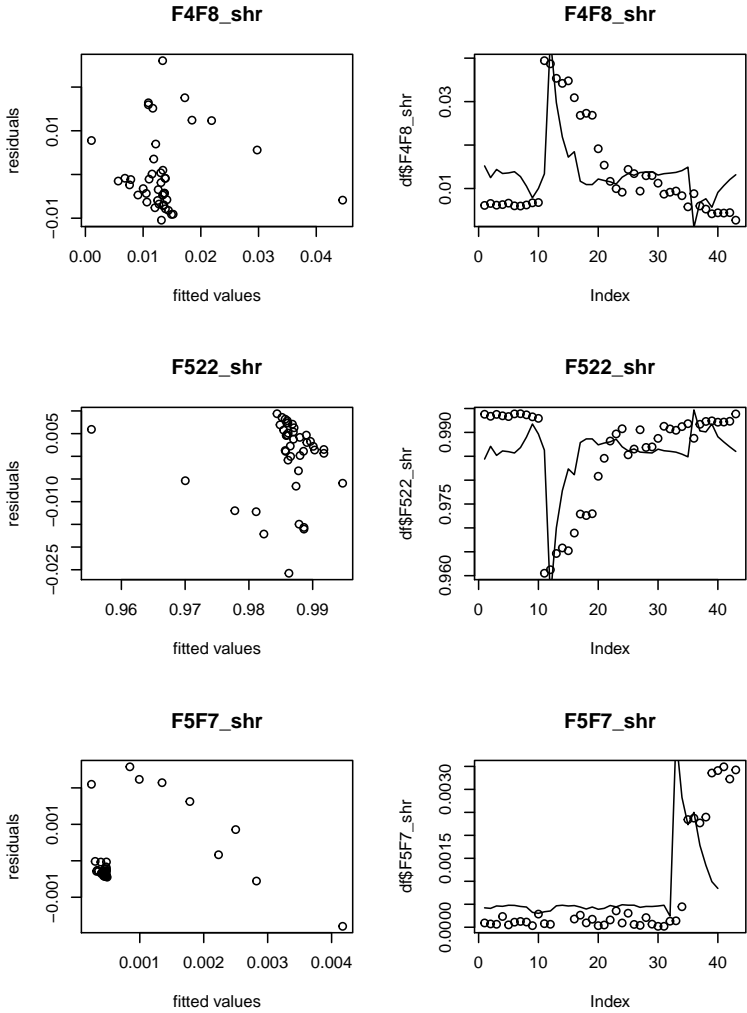 F4F8_shr
residuals
0.01
−0.01
0.00 0.01 0.02 0.03 0.04
fitted values
F4F8_shr
df$F4F8_shr
0.03
0.01
0 10 20 30 40
Index
F522_shr
residuals
0.005
−0.010
−0.025
0.96 0.97 0.98 0.99
fitted values
F522_shr
df$F522_shr
0.990
0.975
0.960
0 10 20 30 40
Index
F5F7_shr
residuals
0.001
−0.001
0.001 0.002 0.003 0.004
fitted values
F5F7_shr
df$F5F7_shr
0.0030
0.0015
0.0000
0 10 20 30 40
Index